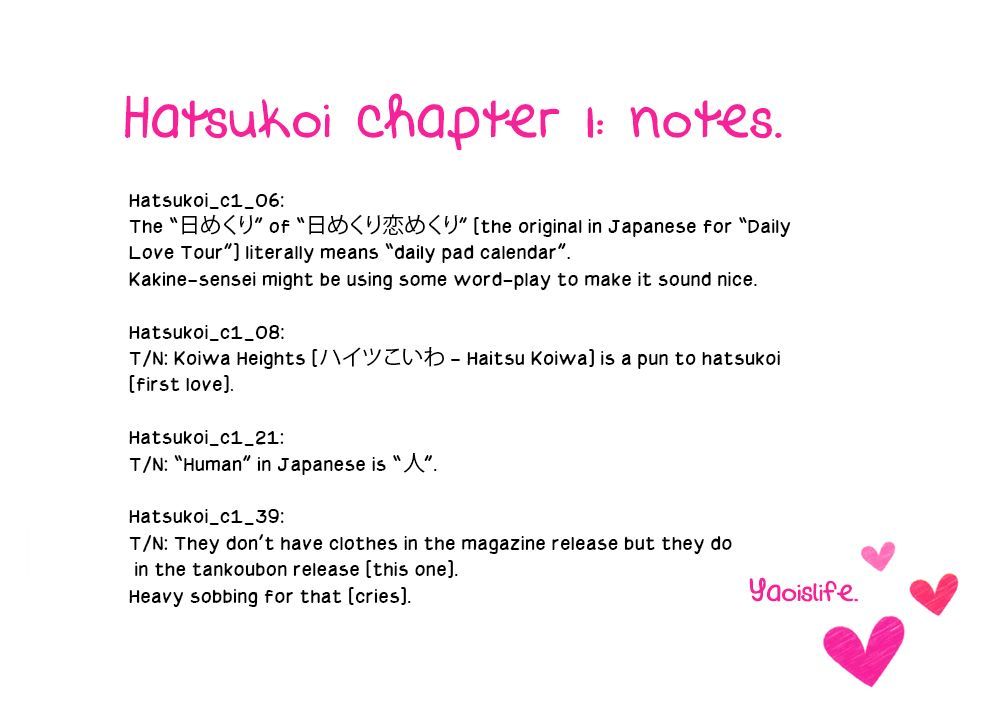 Hatsukoi chapter 1: notes.
Hatsukoi_c1_06:
The “日めくり” of “日めくり恋めくり” [the original in Japanese for “Daily
Love Tour”] literally means “daily pad calendar”.
Kakine-sensei might be using some word-play to make it sound nice.
Hatsukoi_c1_08:
T/N: Koiwa Heights [ハイツこいわ - Haitsu Koiwa] is a pun to hatsukoi
[first love].
Hatsukoi_c1_21:
T/N: “Human” in Japanese is “人”.
Hatsukoi_c1_39:
T/N: They don't have clothes in the magazine release but they do
in the tankoubon release [this one].
Heavy sobbing for that [cries].
Yaoislife.